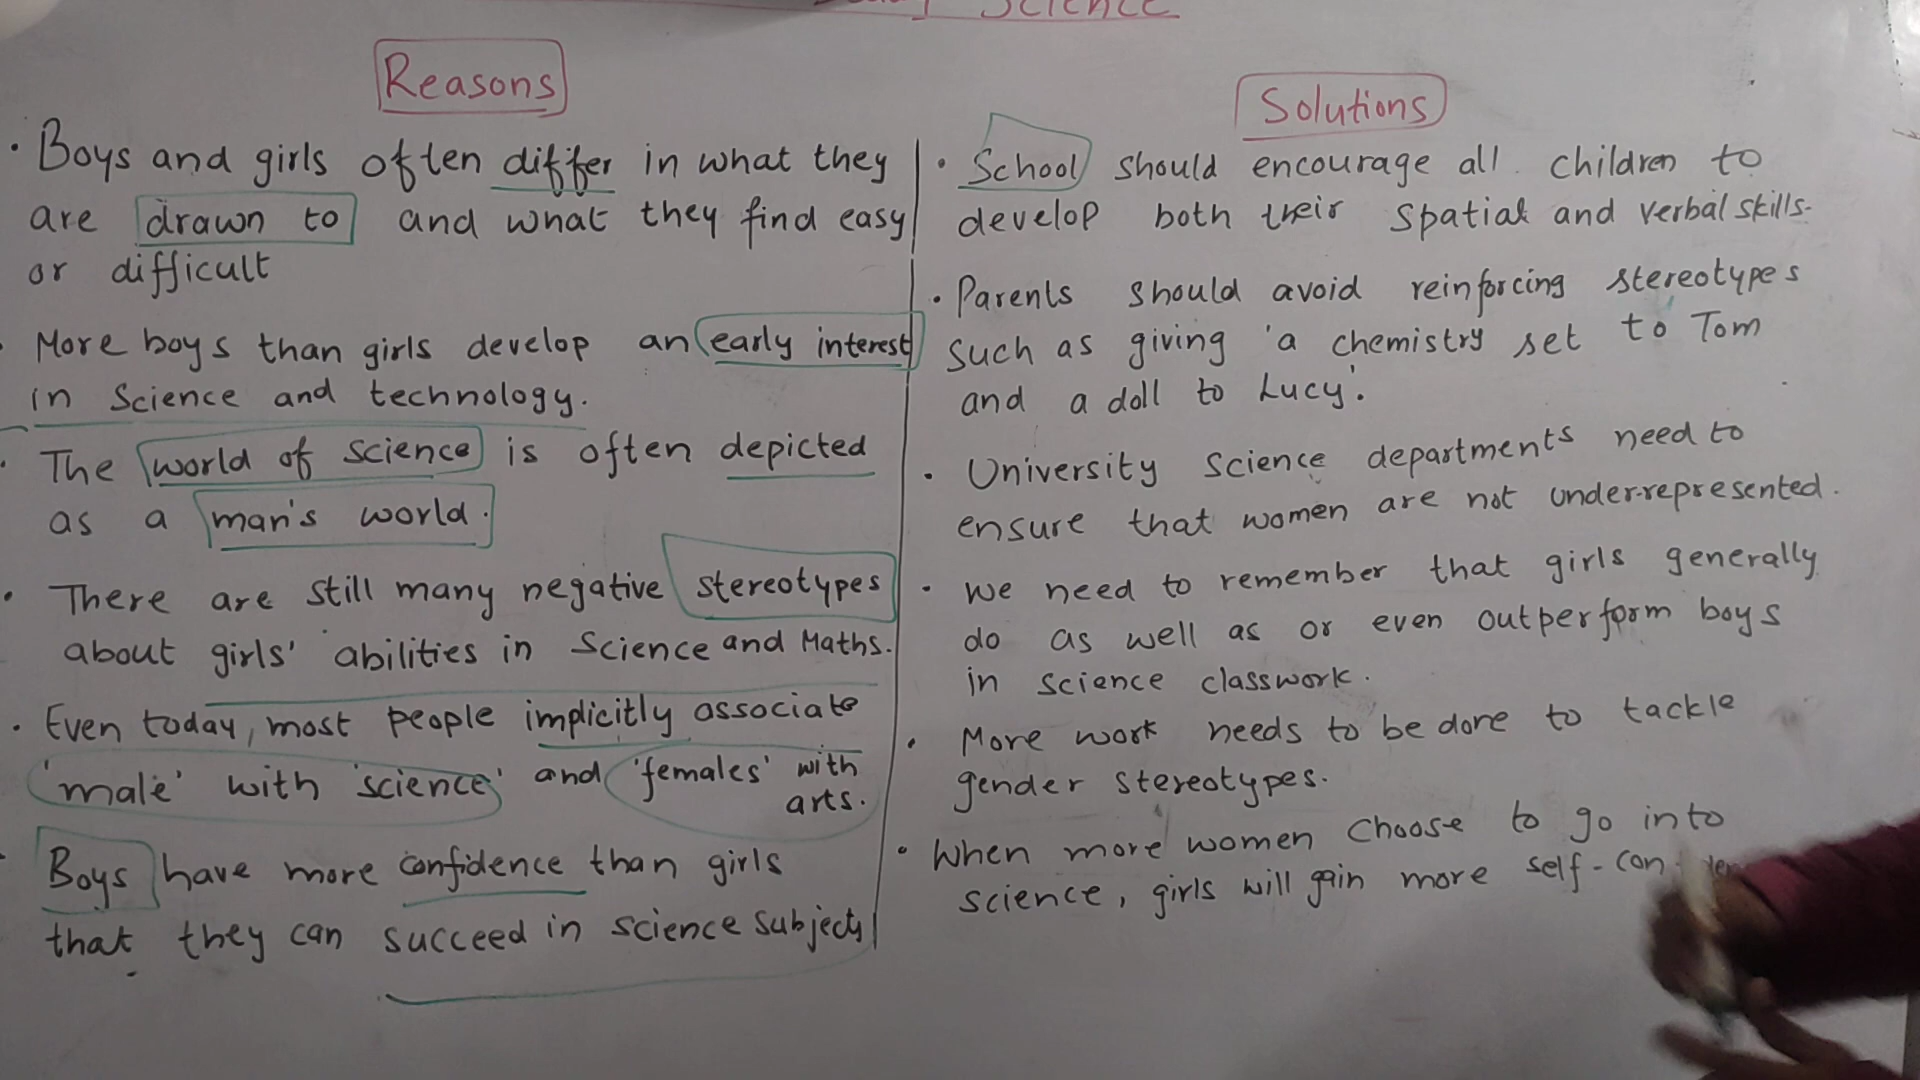 Science
Reasons
• Boys and girls often differ in what they
are drawn to and what they find easy
or difficult
• More boys than girls develop an early interest
in Science and technology.
• The world of science is often depicted
as a man's world.
• There are still many negative stereotypes
about girls' abilities in Science and Maths.
• Even today, most people implicitly associate
'male' with 'science' and 'females' with
arts.
• Boys have more confidence than girls
that they can succeed in science subjects
Solutions
• School should encourage all children to
develop both their spatial and verbal skills.
• Parents should avoid reinforcing stereotypes
such as giving 'a chemistry set to Tom
and a doll to Lucy'.
• University science departments need to
ensure that women are not under-represented.
• We need to remember that girls generally
do as well as or even outperform boys
in science classwork.
• More work needs to be done to tackle
gender stereotypes.
• When more women choose to go into
science, girls will gain more self-